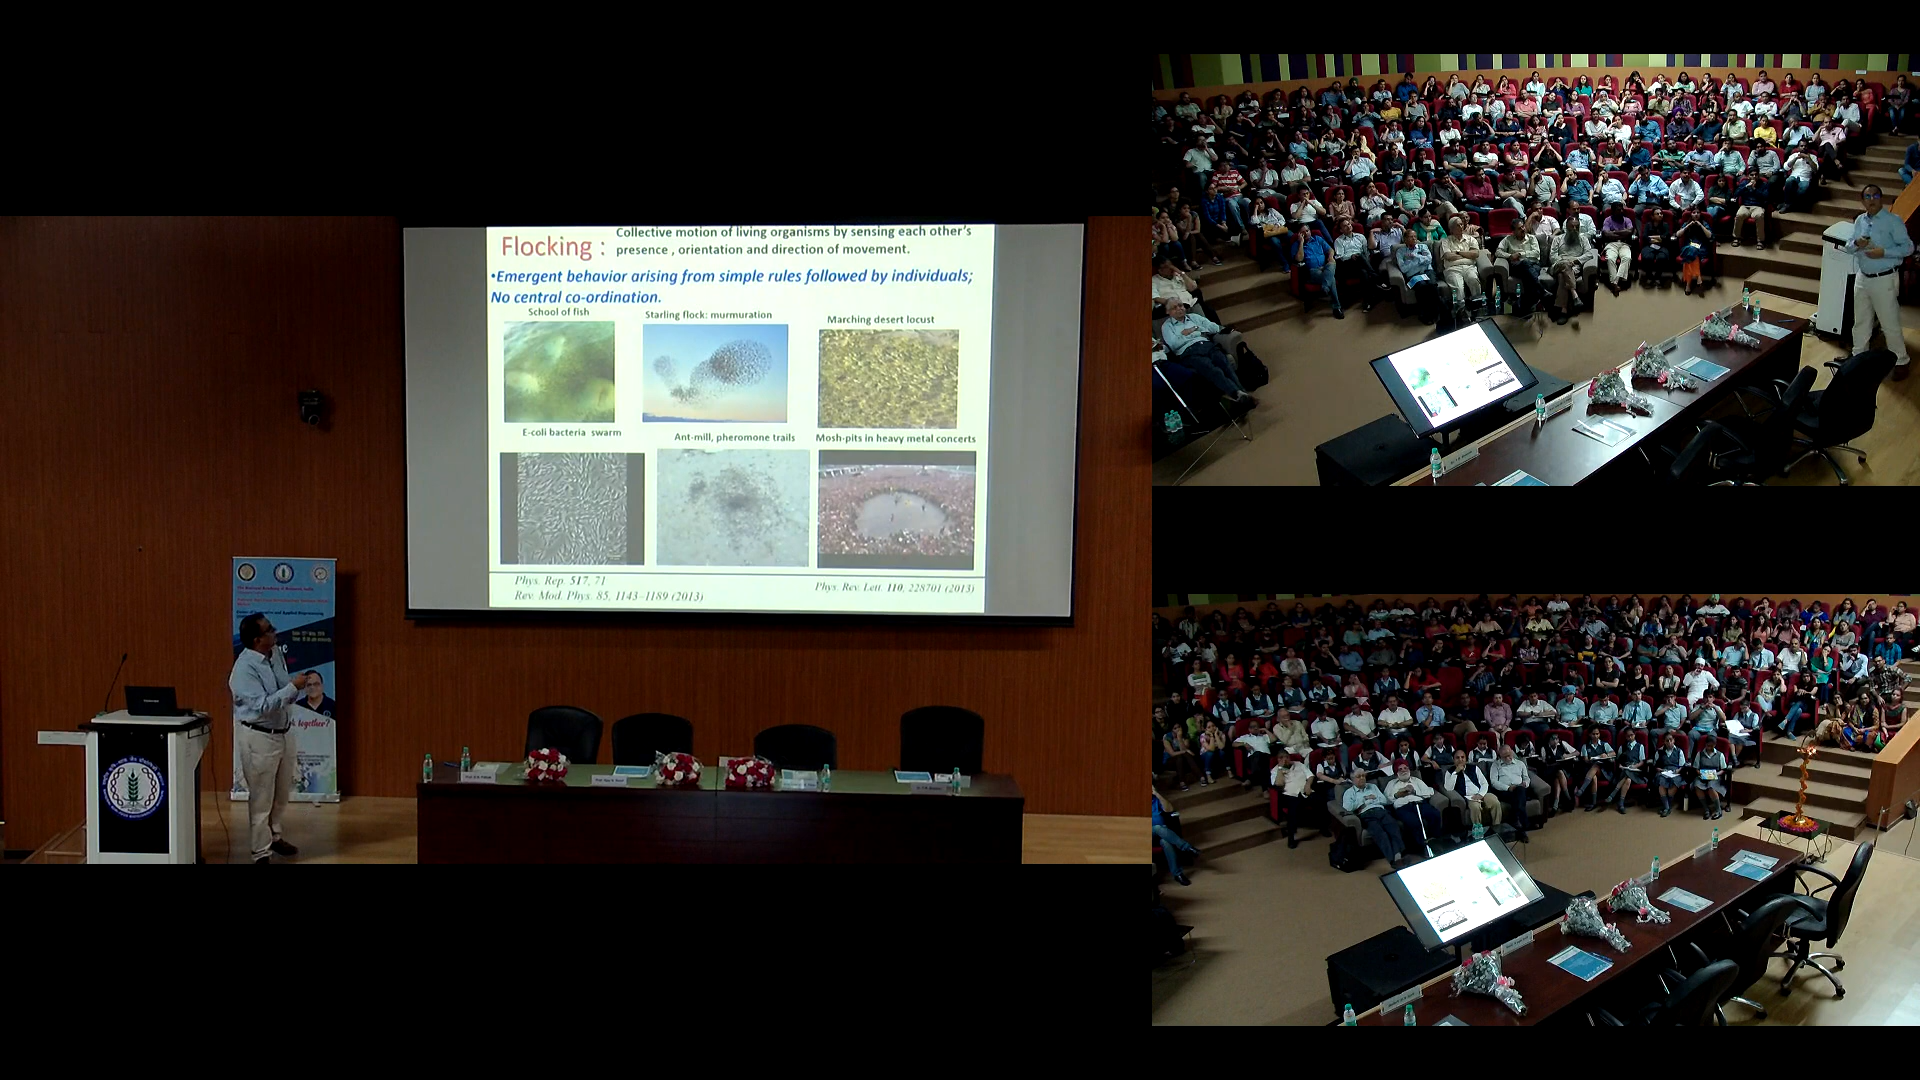 Flocking :
Collective motion of living organisms by sensing each other's
presence , orientation and direction of movement.
•Emergent behavior arising from simple rules followed by individuals;
No central co-ordination.
School of fish
Starling flock: murmuration
Marching desert locust
E-coli bacteria swarm
Ant-mill, pheromone trails
Mosh-pits in heavy metal concerts
Phys. Rep. 517, 71
Rev. Mod. Phys. 85, 1143–1189 (2013)
Phys. Rev. Lett. 110, 228701 (2013)
together?